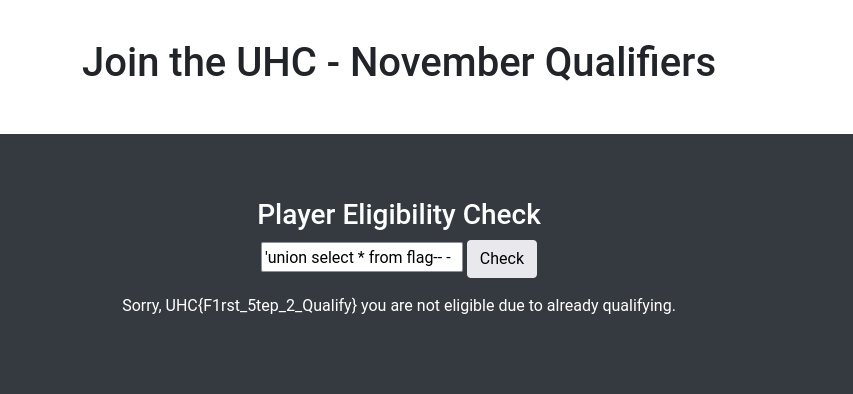 Join the UHC - November Qualifiers
Player Eligibility Check
'union select * from flag-- -
Check
Sorry, UHC{F1rst_5tep_2_Qualify} you are not eligible due to already qualifying.